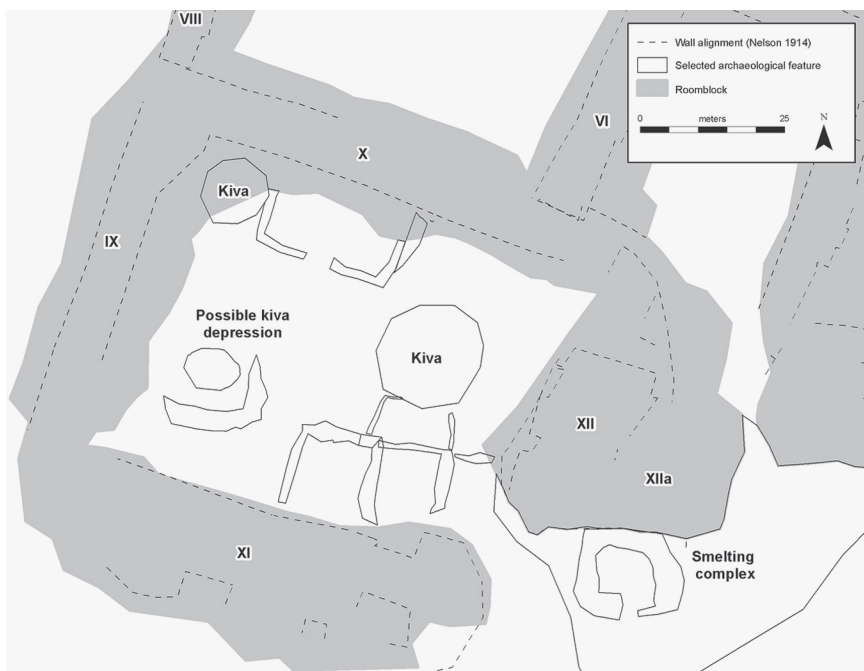 VIII
Wall alignment (Nelson 1914)
Selected archaeological feature
Roomblock
0 25
meters
N
VI
X
Kiva
IX
Possible kiva
depression
Kiva
XII
XIIa
XI
Smelting
complex